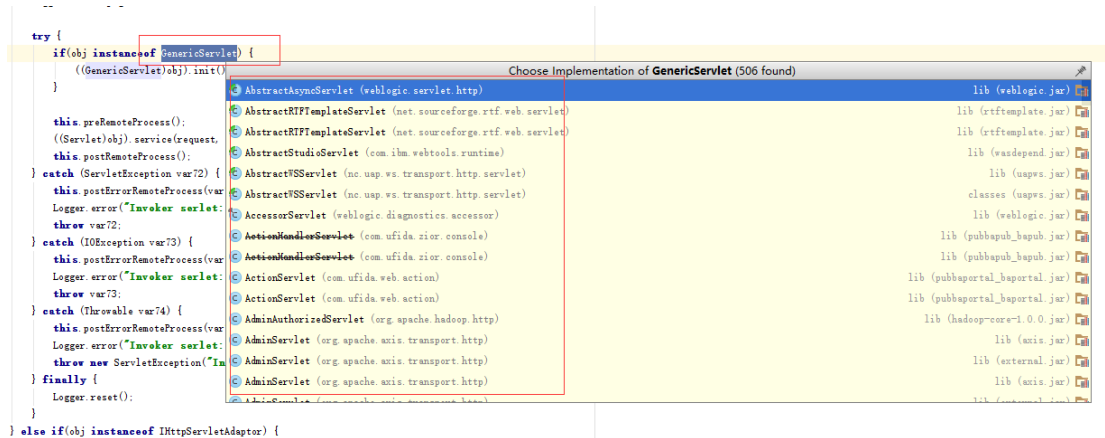 try {
if(obj instanceof GenericServlet) {
((GenericServlet)obj).init()
}
this.preRemoteProcess();
((Servlet)obj).service(request,
this.postRemoteProcess();
} catch (ServletException var72) {
this.postErrorRemoteProcess(var
Logger.error("Invoker serlet:
throw var72;
} catch (IOException var73) {
this.postErrorRemoteProcess(var
Logger.error("Invoker serlet:
throw var73;
} catch (Throwable var74) {
this.postErrorRemoteProcess(var
Logger.error("Invoker serlet:
throw new ServletException("In
} finally {
Logger.reset();
}
} else if(obj instanceof IHttpServletAdaptor) {
Choose Implementation of GenericServlet (506 found)
AbstractAsyncServlet (weblogic.servlet.http) lib (weblogic.jar)
AbstractRTFTemplateServlet (net.sourceforge.rtf.web.servlet) lib (rtftemplate.jar)
AbstractRTFTemplateServlet (net.sourceforge.rtf.web.servlet) lib (rtftemplate.jar)
AbstractStudioServlet (com.ibm.webtools.runtime) lib (wasdepend.jar)
AbstractWSServlet (nc.uap.ws.transport.http.servlet) lib (uapws.jar)
AbstractWSServlet (nc.uap.ws.transport.http.servlet) classes (uapws.jar)
AccessorServlet (weblogic.diagnostics.accessor) lib (weblogic.jar)
ActionHandlerServlet (com.ufida.zior.console) lib (pubbapub_bapub.jar)
ActionHandlerServlet (com.ufida.zior.console) lib (pubbapub_bapub.jar)
ActionServlet (com.ufida.web.action) lib (pubbaportal_baportal.jar)
ActionServlet (com.ufida.web.action) lib (pubbaportal_baportal.jar)
AdminAuthorizedServlet (org.apache.hadoop.http) lib (hadoop-core-1.0.0.jar)
AdminServlet (org.apache.axis.transport.http) lib (axis.jar)
AdminServlet (org.apache.axis.transport.http) lib (external.jar)
AdminServlet (org.apache.axis.transport.http) lib (axis.jar)